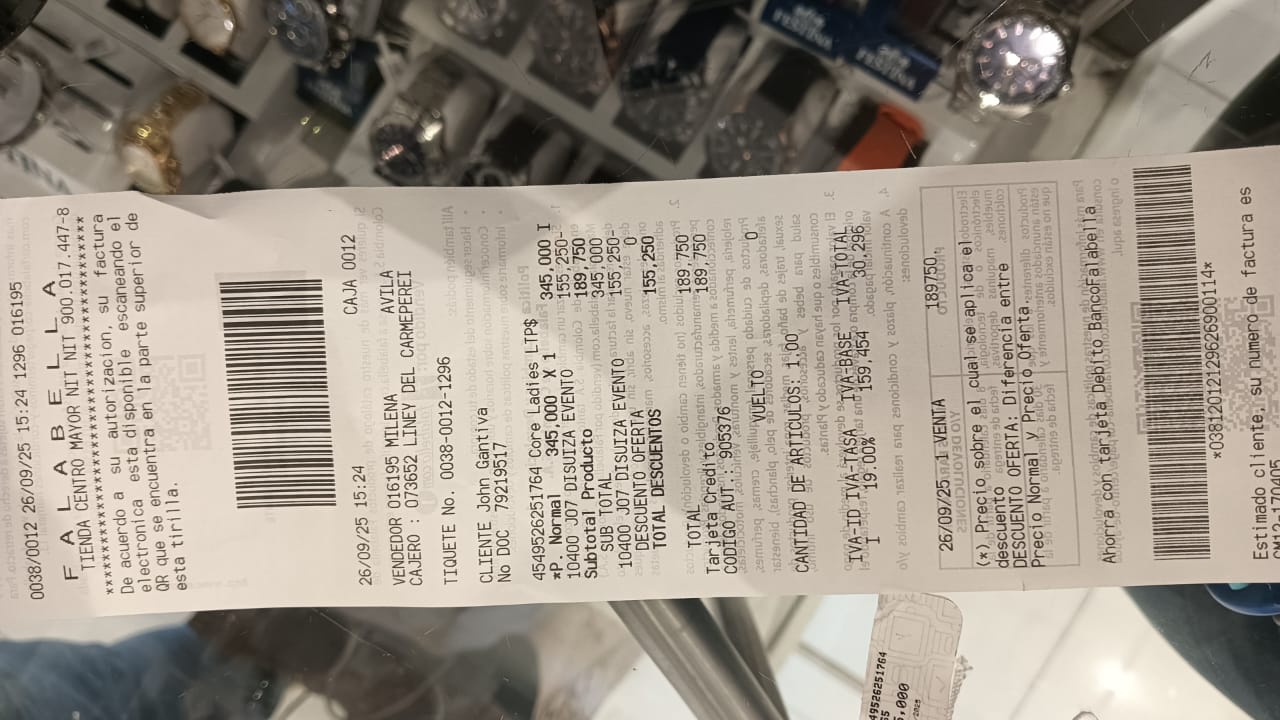 0038/0012 26/09/25 15:24 1296 016195
F A L A B E L L A
TIENDA CENTRO MAYOR NIT NIT 900.017.447-8
De acuerdo a su autorizacion, su factura
electronica esta disponible escaneando el
QR que se encuentra en la parte superior de
esta tirilla.
26/09/25 15:24 CAJA 0012
VENDEDOR 016195 MILENA AVILA
CAJERO : 073652 LINEY DEL CARMEPEREI
TIQUETE No. 0038-0012-1296
CLIENTE John Gantiva
No DOC 79219517
4549526251764 Core Ladies LTP$
*P. Normal 345,000 X 1 345,000 I
10400 JO7 DISUIZA EVENTO 155,250-
Subtotal Producto 189,750
SUB TOTAL 345,000
10400 JO7 DISUIZA EVENTO 155,250-
DESCUENTO OFERTA 0
TOTAL DESCUENTOS 155,250
TOTAL 189,750
Tarjeta Credito 189,750
CODIGO AUT.: 905376
VUELTO 0
CANTIDAD DE ARTICULOS: 1.00
IVA-ID IVA-TASA IVA-BASE IVA-TOTAL
I 19.00% 159,454 30,296
26/09/25 1 VENTA 189750,
(*) Precio sobre el cual se aplica el
descuento
DESCUENTO OFERTA: Diferencia entre
Precio Normal y Precio Oferta.
Ahorra con Tarjeta Debito BancoFalabella
*038120121296269001 14*
Estimado cliente, su numero de factura es
49526251764
,000
FESTINA
FESTINA